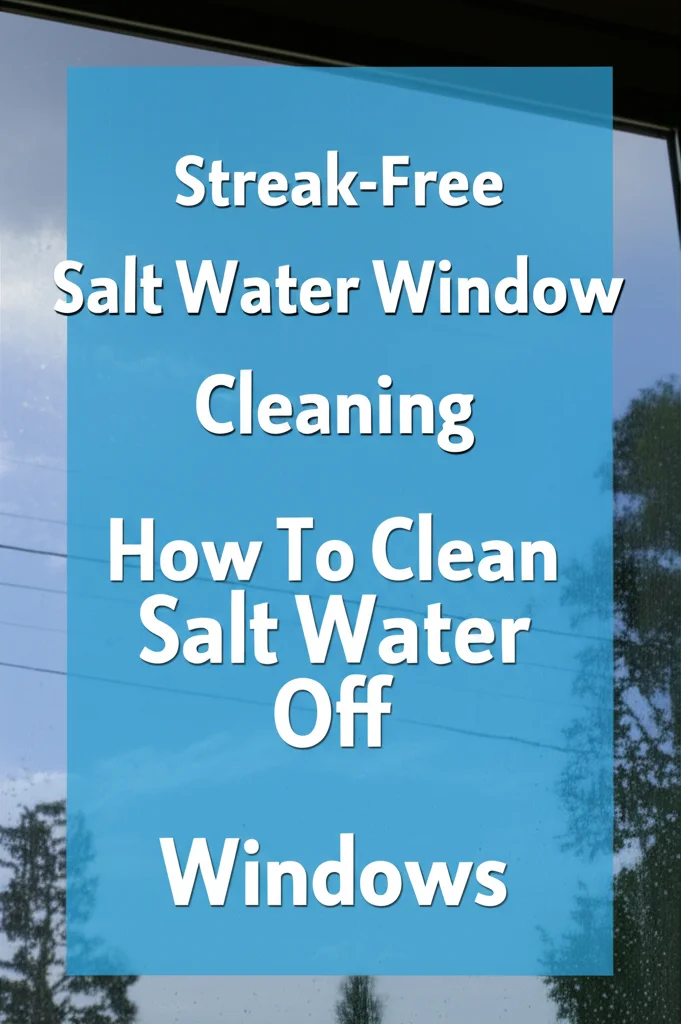 Streak-Free
Salt Water Window
Cleaning
How To Clean
Salt Water
Off
Windows